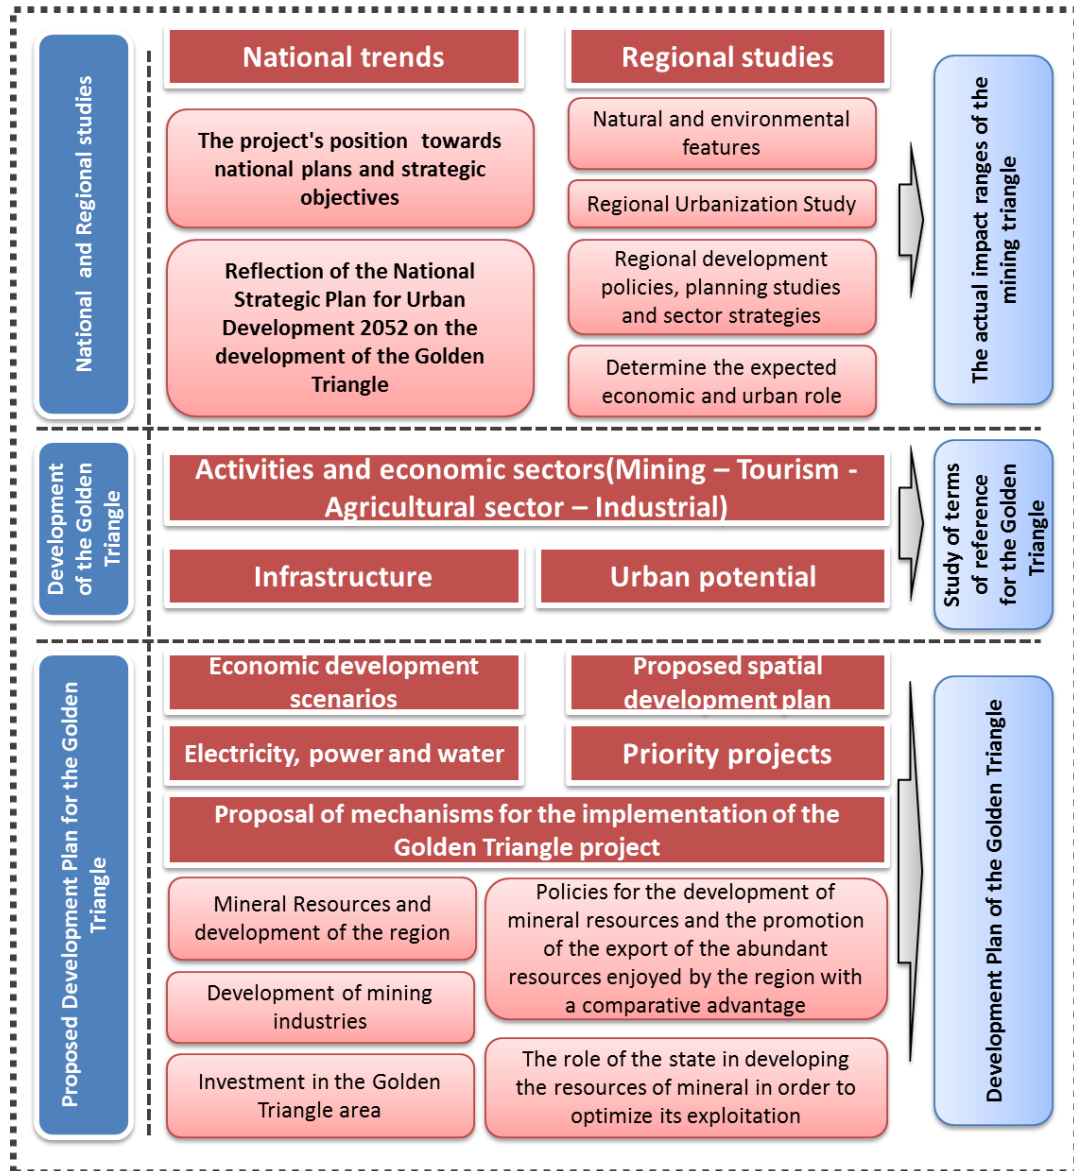 National and Regional studies
National trends
The project's position towards
national plans and strategic
objectives
Reflection of the National
Strategic Plan for Urban
Development 2052 on the
development of the Golden
Triangle
Regional studies
Natural and environmental
features
Regional Urbanization Study
Regional development
policies, planning studies
and sector strategies
Determine the expected
economic and urban role
The actual impact ranges of the
mining triangle
Development
of the Golden
Triangle
Activities and economic sectors(Mining – Tourism -
Agricultural sector – Industrial)
Infrastructure
Urban potential
Study of terms
of reference
for the Golden
Triangle
Proposed Development Plan for the Golden
Triangle
Economic development
scenarios
Proposed spatial
development plan
Electricity, power and water
Priority projects
Proposal of mechanisms for the implementation of the
Golden Triangle project
Mineral Resources and
development of the region
Development of mining
industries
Investment in the Golden
Triangle area
Policies for the development of
mineral resources and the promotion
of the export of the abundant
resources enjoyed by the region with
a comparative advantage
The role of the state in developing
the resources of mineral in order to
optimize its exploitation
Development Plan of the Golden Triangle